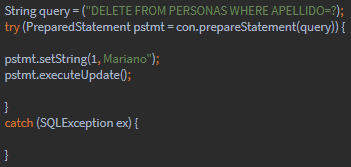 String query = ("DELETE FROM PERSONAS WHERE APELLIDO=?);
try (PreparedStatement pstmt = con.prepareStatement(query)) {
pstmt.setString(1, Mariano");
pstmt.executeUpdate();
}
catch (SQLException ex) {
}